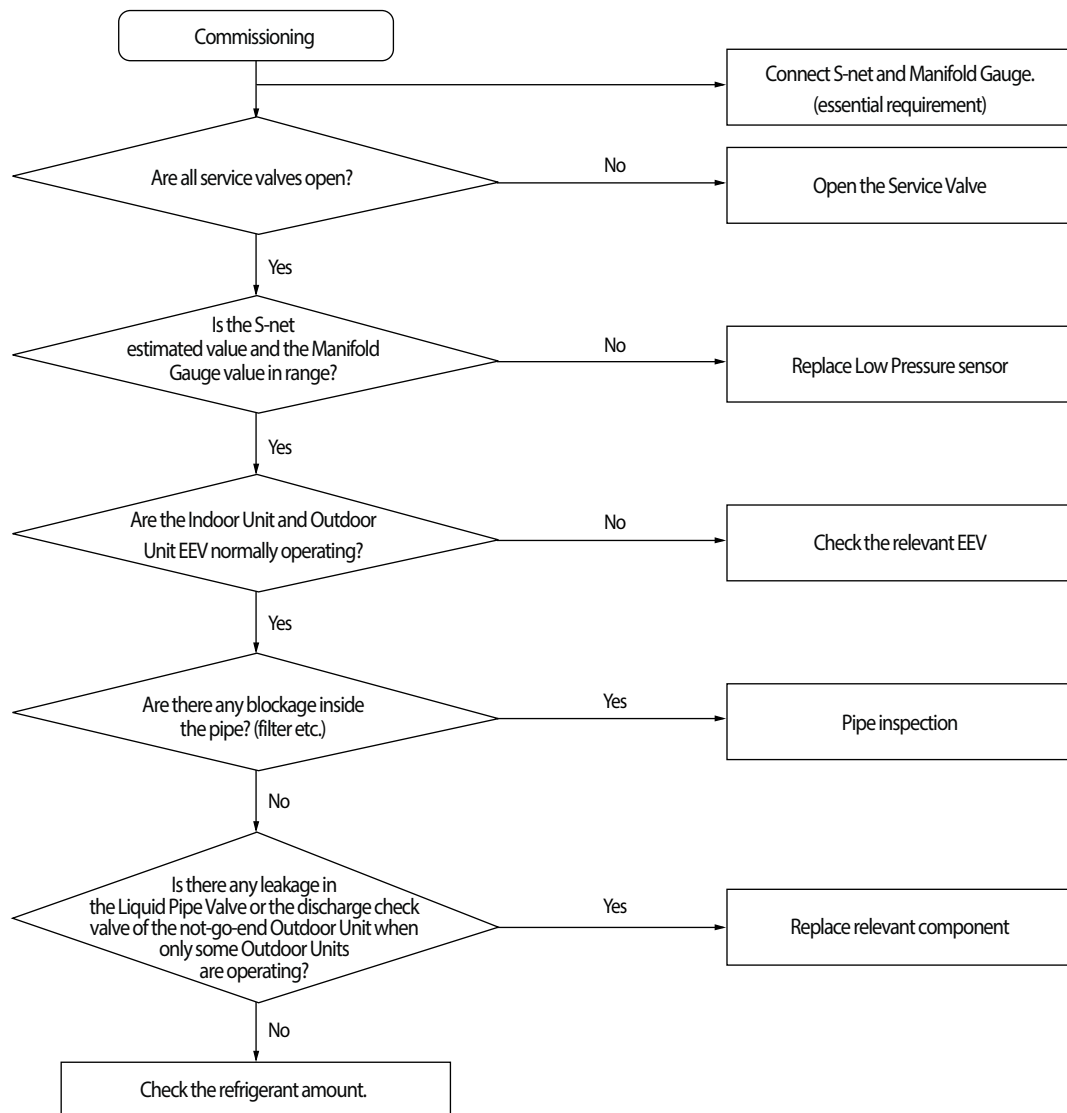 Commissioning
Connect S-net and Manifold Gauge.
(essential requirement)
Are all service valves open?
No
Open the Service Valve
Yes
Is the S-net
estimated value and the Manifold
Gauge value in range?
No
Replace Low Pressure sensor
Yes
Are the Indoor Unit and Outdoor
Unit EEV normally operating?
No
Check the relevant EEV
Yes
Are there any blockage inside
the pipe? (filter etc.)
Yes
Pipe inspection
No
Is there any leakage in
the Liquid Pipe Valve or the discharge check
valve of the not-go-end Outdoor Unit when
only some Outdoor Units
are operating?
Yes
Replace relevant component
No
Check the refrigerant amount.